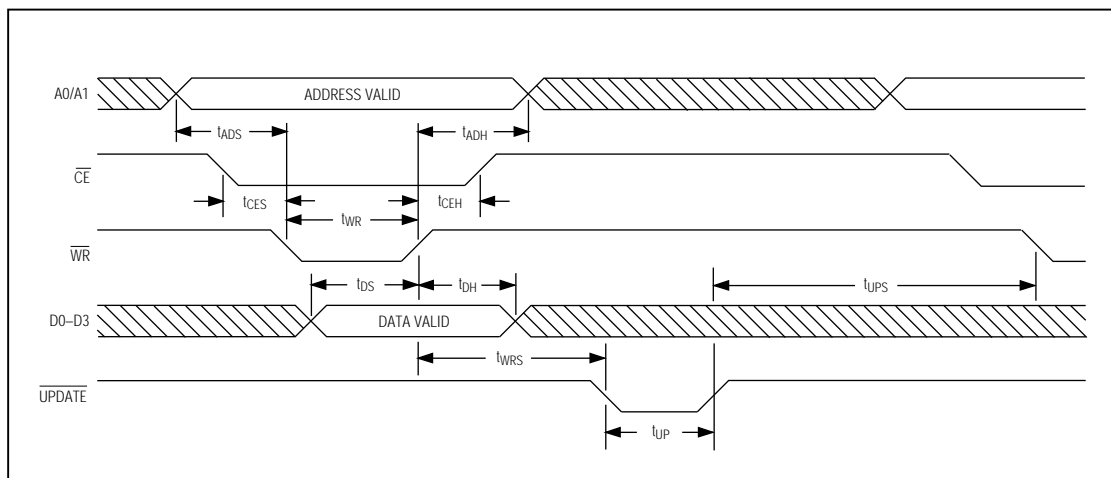 A0/A1
ADDRESS VALID
tADS
tADH
CE
tCES
tCEH
tWR
WR
tDS
tDH
tUPS
D0–D3
DATA VALID
tWRS
UPDATE
tUP